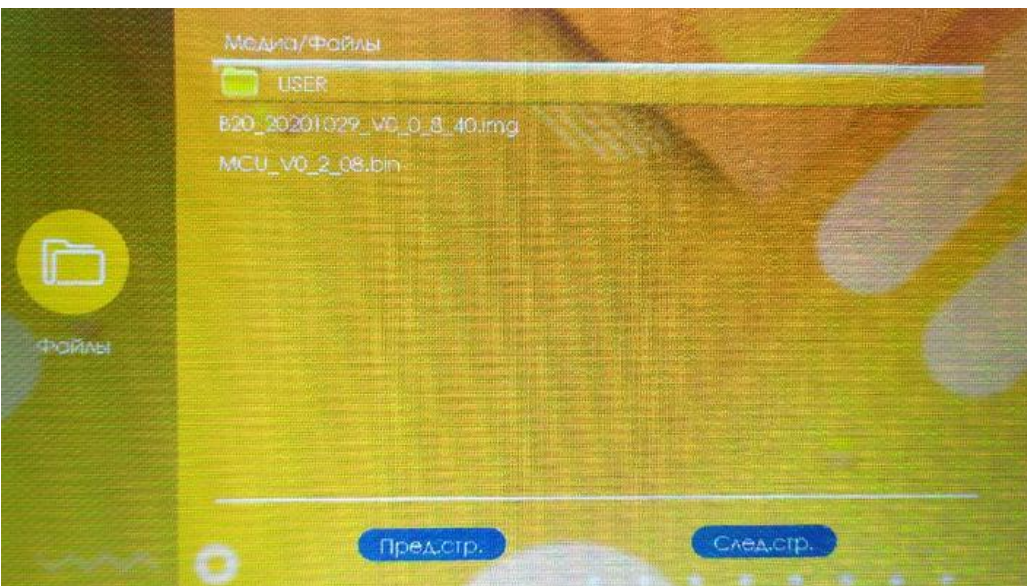 Медиа/Файлы
USER
B20_20201029_V0_0_8_40.img
MCU_V0_2_08.bin
Файлы
Пред.стр.
След.стр.